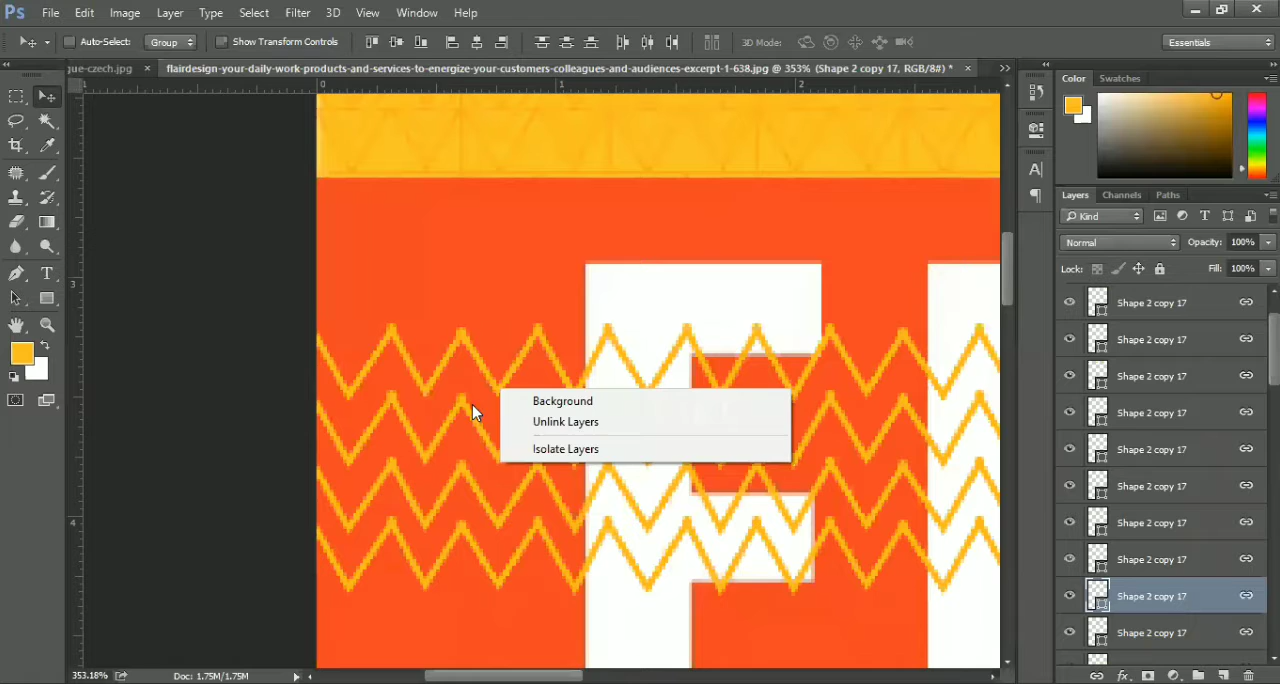 Ps File Edit Image Layer Type Select Filter 3D View Window Help
Auto-Select: Group Show Transform Controls 3D Mode: Essentials
gue-czech.jpg × flairdesign-your-daily-work-products-and-services-to-energize-your-customers-colleagues-and-audiences-excerpt-1-638.jpg @ 353% (Shape 2 copy 17, RGB/8#) * ×
0 1 2
3
4
Background
Unlink Layers
Isolate Layers
Color Swatches
Layers Channels Paths
Kind
Normal Opacity: 100%
Lock: Fill: 100%
Shape 2 copy 17
Shape 2 copy 17
Shape 2 copy 17
Shape 2 copy 17
Shape 2 copy 17
Shape 2 copy 17
Shape 2 copy 17
Shape 2 copy 17
Shape 2 copy 17
Shape 2 copy 17
353.18% Doc: 1.75M/1.75M